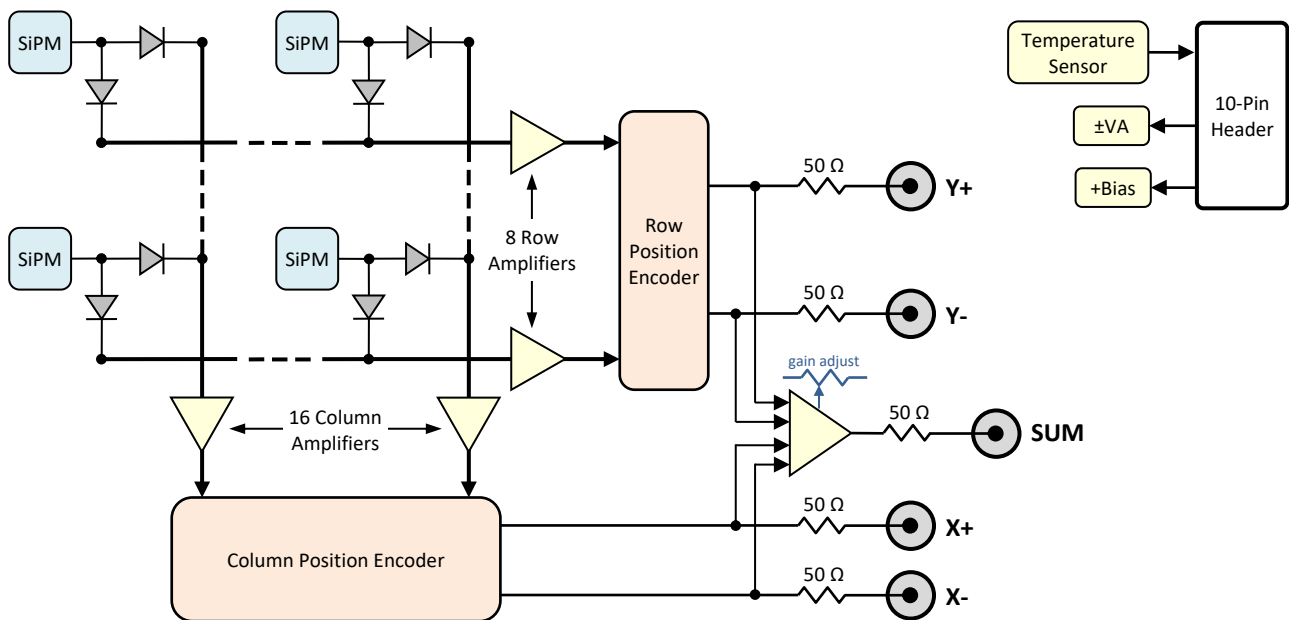 SiPM
SiPM
Temperature
Sensor
10-Pin
Header
±VA
+Bias
50 Ω
Y+
8 Row
Amplifiers
Row
Position
Encoder
SiPM
SiPM
50 Ω
Y-
gain adjust
16 Column
Amplifiers
50 Ω
SUM
50 Ω
X+
Column Position Encoder
50 Ω
X-